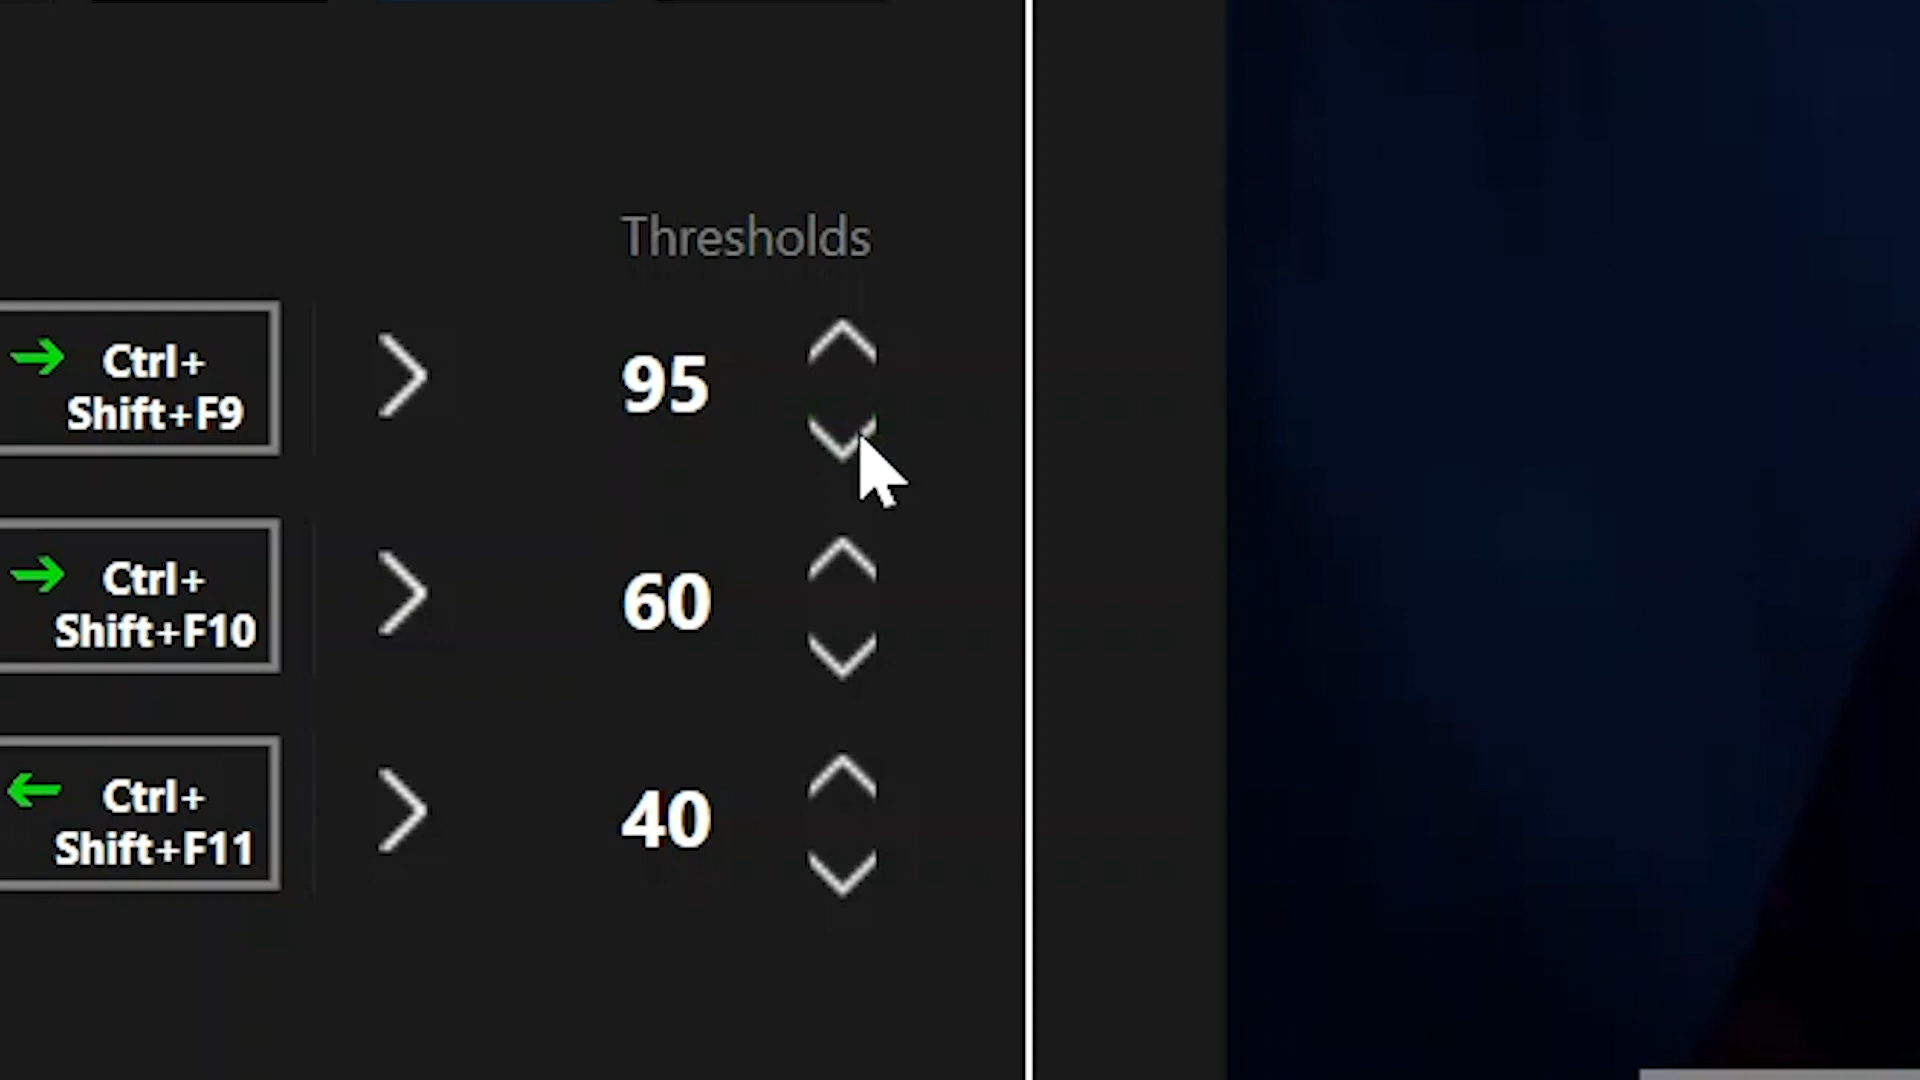 Thresholds
Ctrl+
Shift+F9
95
Ctrl+
Shift+F10
60
Ctrl+
Shift+F11
40